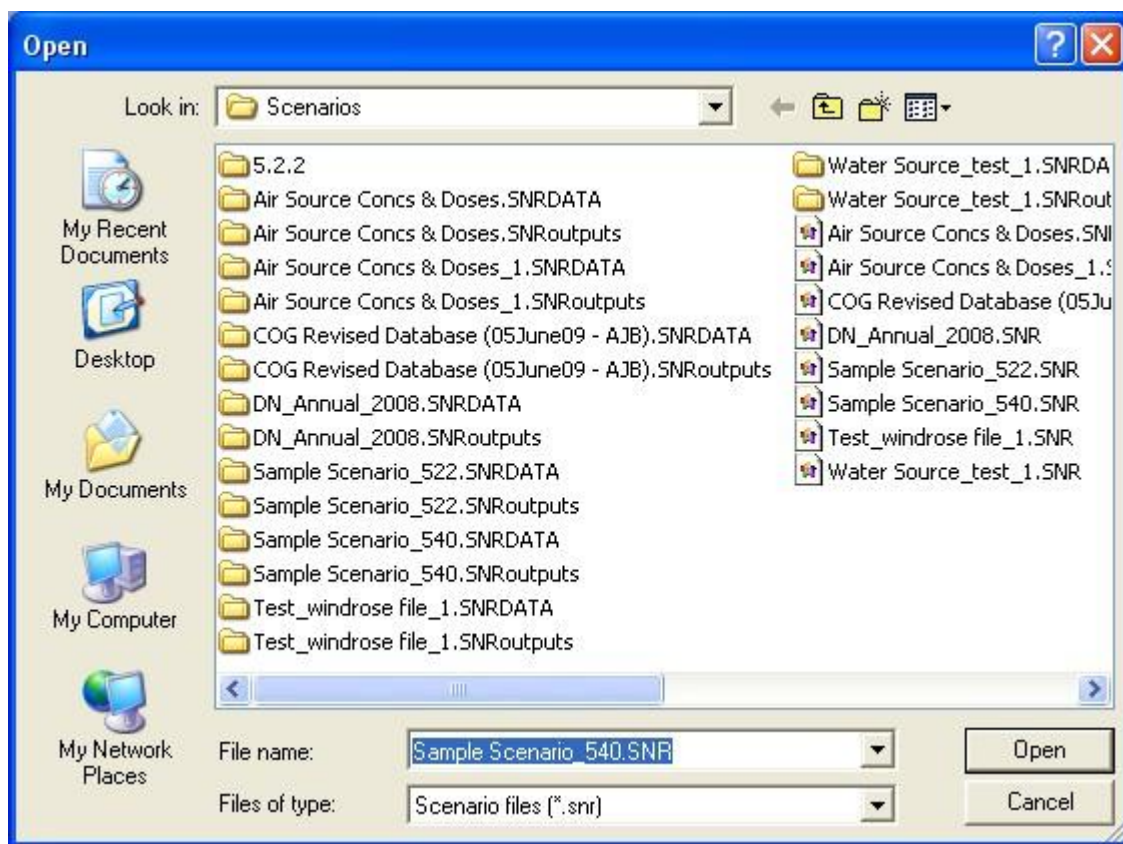 Open
Look in:
Scenarios
My Recent
Documents
Desktop
My Documents
My Computer
My Network
Places
5.2.2
Air Source Concs & Doses.SNRDATA
Air Source Concs & Doses.SNRoutputs
Air Source Concs & Doses_1.SNRDATA
Air Source Concs & Doses_1.SNRoutputs
COG Revised Database (05June09 - AJB).SNRDATA
COG Revised Database (05June09 - AJB).SNRoutputs
DN_Annual_2008.SNRDATA
DN_Annual_2008.SNRoutputs
Sample Scenario_522.SNRDATA
Sample Scenario_522.SNRoutputs
Sample Scenario_540.SNRDATA
Sample Scenario_540.SNRoutputs
Test_windrose file_1.SNRDATA
Test_windrose file_1.SNRoutputs
Water Source_test_1.SNRDA
Water Source_test_1.SNRout
Air Source Concs & Doses.SN
Air Source Concs & Doses_1.S
COG Revised Database (05Ju
DN_Annual_2008.SNR
Sample Scenario_522.SNR
Sample Scenario_540.SNR
Test_windrose file_1.SNR
Water Source_test_1.SNR
File name:
Sample Scenario_540.SNR
Open
Files of type:
Scenario files (*.snr)
Cancel